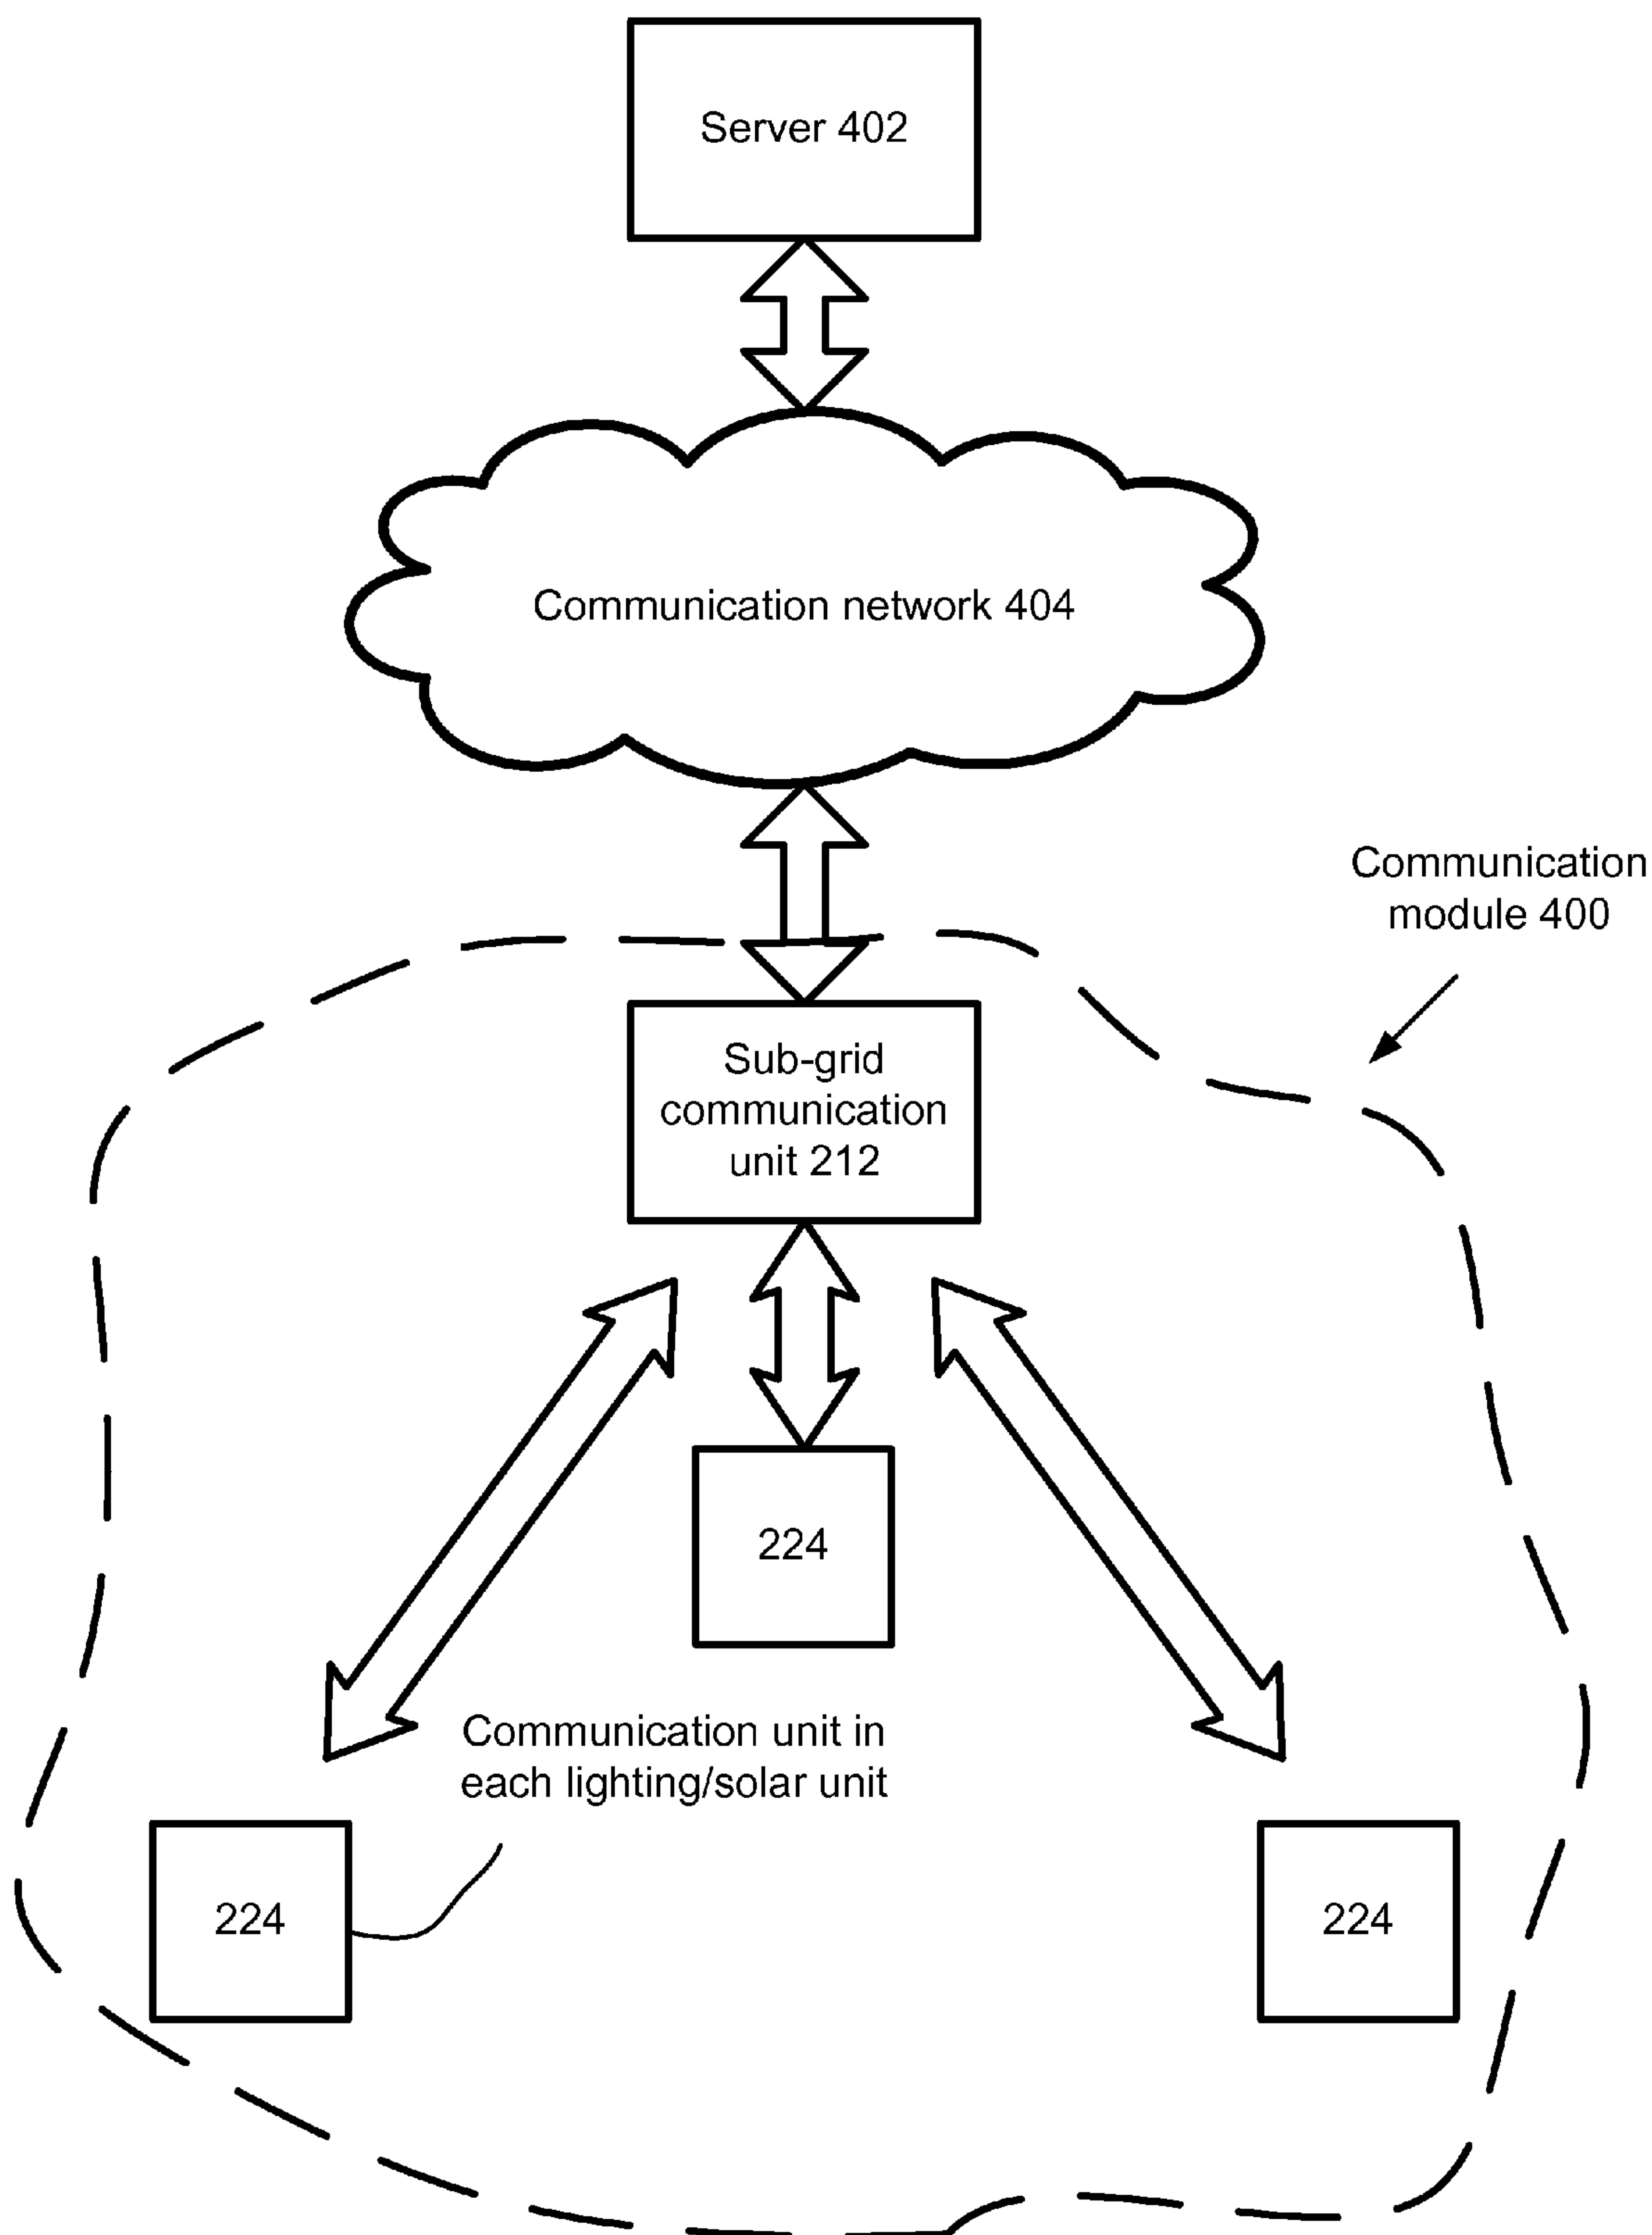 Server 402
Communication network 404
Communication
module 400
Sub-grid
communication
unit 212
224
Communication unit in
each lighting/solar unit
224
224